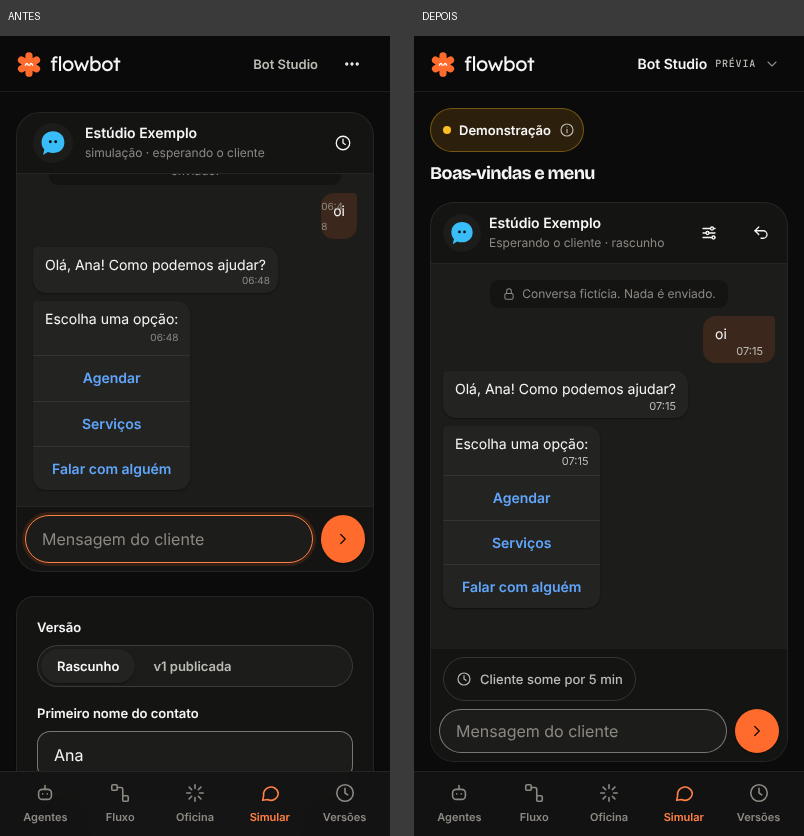 ANTES
flowbot
Bot Studio
Estúdio Exemplo
simulação · esperando o cliente
oi
06:48
Olá, Ana! Como podemos ajudar?
06:48
Escolha uma opção:
06:48
Agendar
Serviços
Falar com alguém
Mensagem do cliente
Versão
Rascunho
v1 publicada
Primeiro nome do contato
Ana
Agentes
Fluxo
Oficina
Simular
Versões
DEPOIS
flowbot
Bot Studio PRÉVIA
Demonstração
Boas-vindas e menu
Estúdio Exemplo
Esperando o cliente · rascunho
Conversa fictícia. Nada é enviado.
oi
07:15
Olá, Ana! Como podemos ajudar?
07:15
Escolha uma opção:
07:15
Agendar
Serviços
Falar com alguém
Cliente some por 5 min
Mensagem do cliente
Agentes
Fluxo
Oficina
Simular
Versões